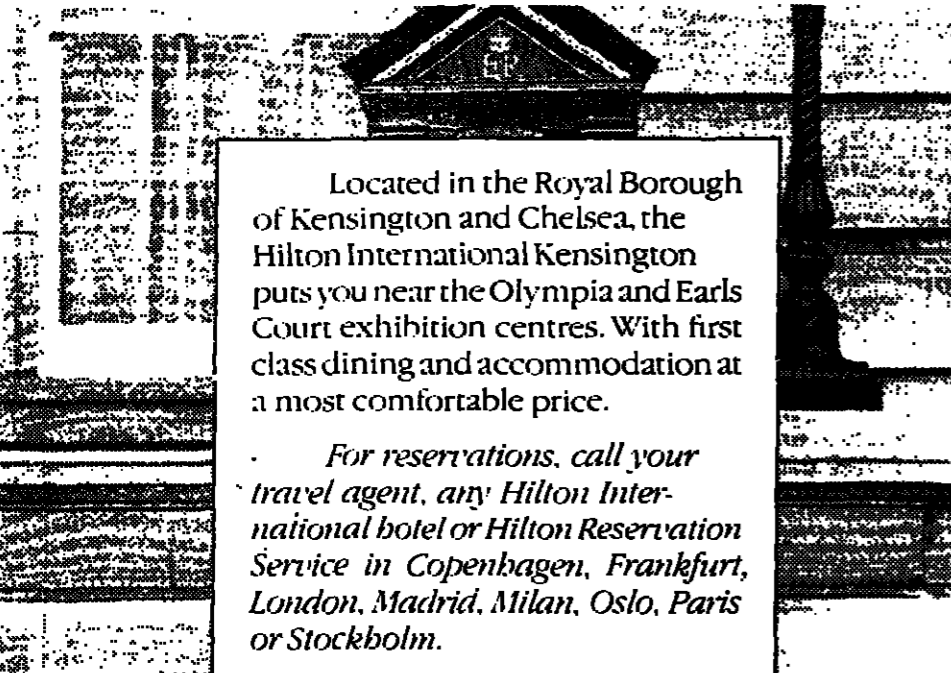 Located in the Royal Borough
of Kensington and Chelsea, the
Hilton International Kensington
puts you near the Olympia and Earls
Court exhibition centres. With first
class dining and accommodation at
a most comfortable price.
For reservations, call your
travel agent, any Hilton Inter-
national hotel or Hilton Reservation
Service in Copenhagen, Frankfurt,
London, Madrid, Milan, Oslo, Paris
or Stockholm.